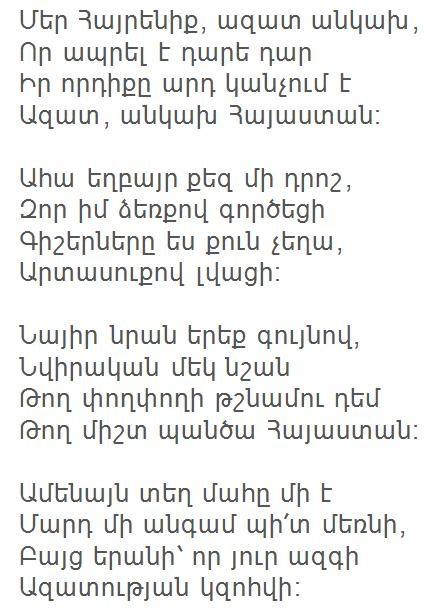 Մեր Հայրենիք, ազատ անկախ,
Որ ապրել է դարե դար
Իր որդիքը արդ կանչում է
Ազատ, անկախ Հայաստան:

Ահա եղբայր քեզ մի դրոշ,
Զոր իմ ձեռքով գործեցի
Գիշերները ես քուն չեղա,
Արտասուքով լվացի:

Նայիր նրան երեք գույնով,
Նվիրական մեկ նշան
Թող փողփողի թշնամու դեմ
Թող միշտ պանծա Հայաստան:

Ամենայն տեղ մահը մի է
Մարդ մի անգամ պի՛տ մեռնի,
Բայց երանի՝ որ յուր ազգի
Ազատության կզոհվի: